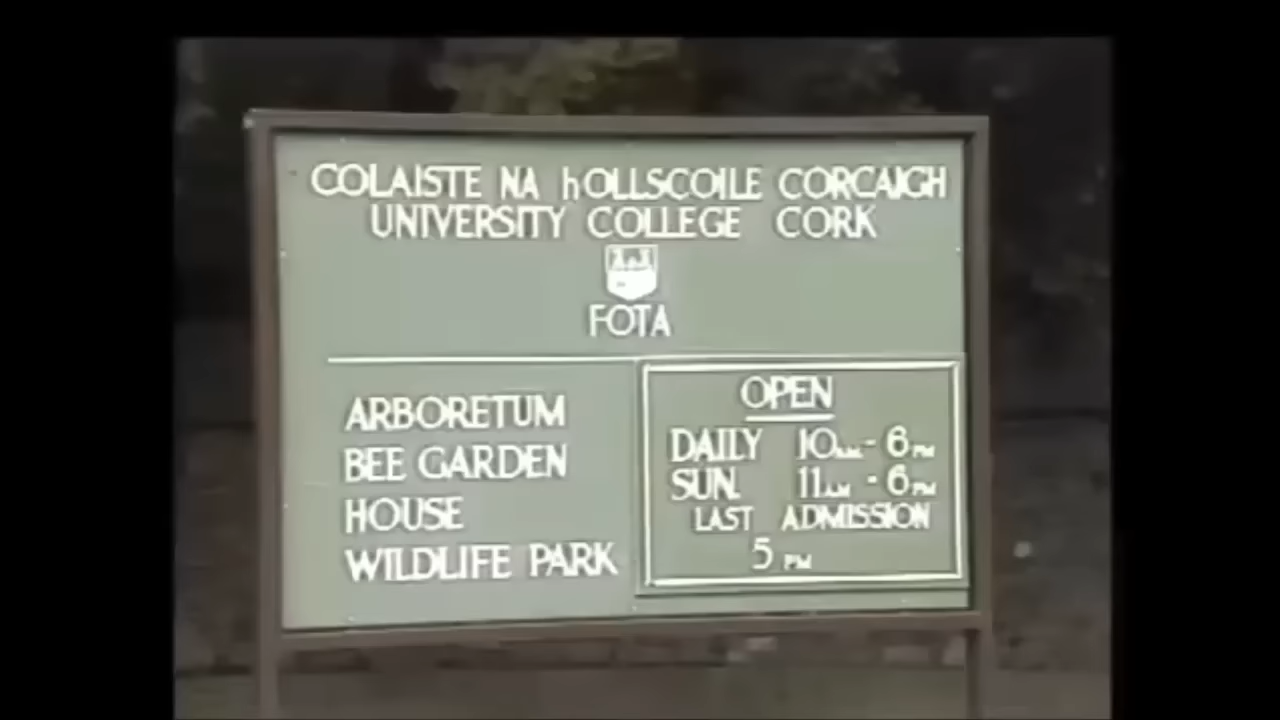 COLAISTE NA hOLLSCOILE CORCAIGH
UNIVERSITY COLLEGE CORK
FOTA
ARBORETUM
BEE GARDEN
HOUSE
WILDLIFE PARK
OPEN
DAILY 10AM - 6PM
SUN. 11AM - 6PM
LAST ADMISSION
5 PM